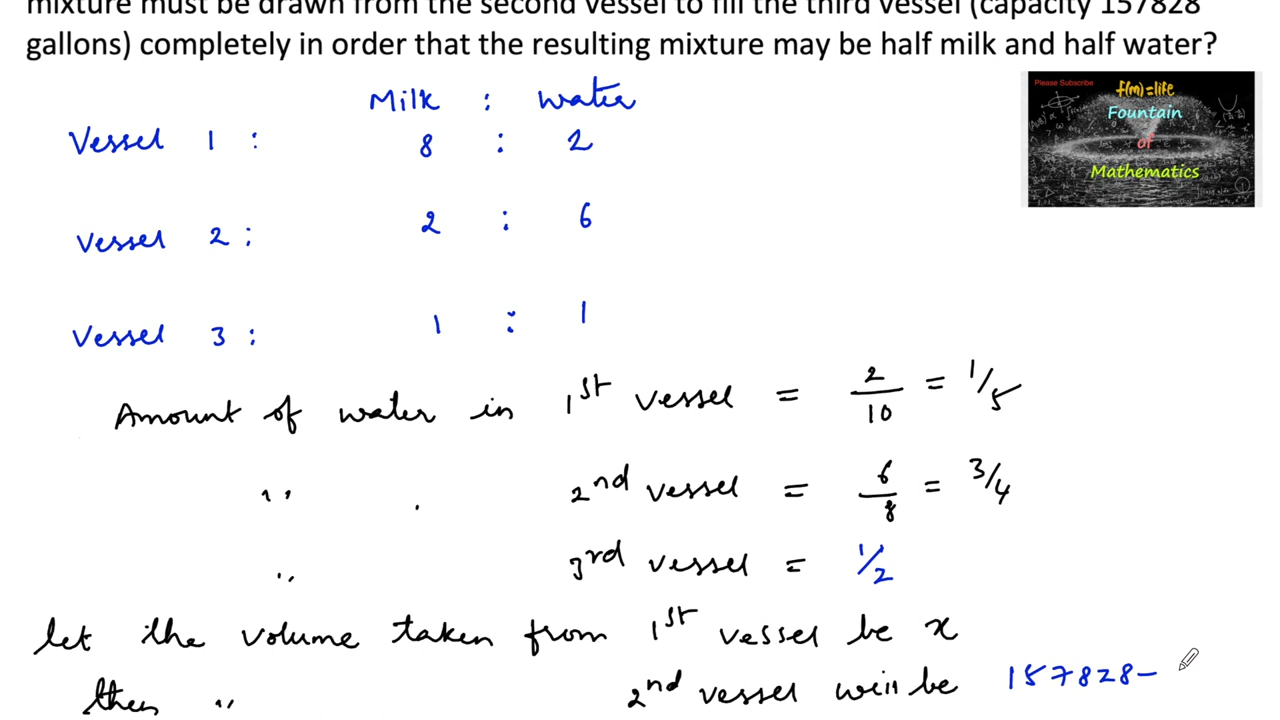 mixture must be drawn from the second vessel to fill the third vessel (capacity 157828
gallons) completely in order that the resulting mixture may be half milk and half water?
Please Subscribe
f(m)=life
Fountain
of
Mathematics
Milk : water
Vessel 1 : 8 : 2
Vessel 2 : 2 : 6
Vessel 3 : 1 : 1
Amount of water in 1st vessel = 2/10 = 1/5
" . 2nd vessel = 6/8 = 3/4
" 3rd vessel = 1/2
let the volume taken from 1st vessel be x
then " 2nd vessel will be 157828-